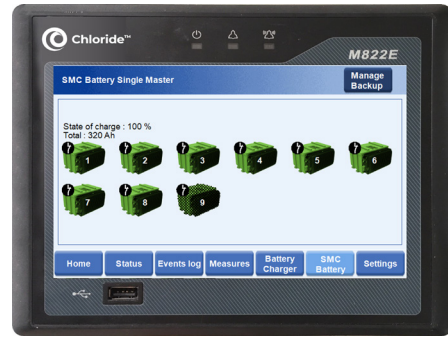 Chloride™
M822E
SMC Battery Single Master
Manage
Backup
State of charge : 100 %
Total : 320 Ah
1 2 3 4 5 6
7 8 9
Home Status Events log Measures Battery Charger SMC Battery Settings